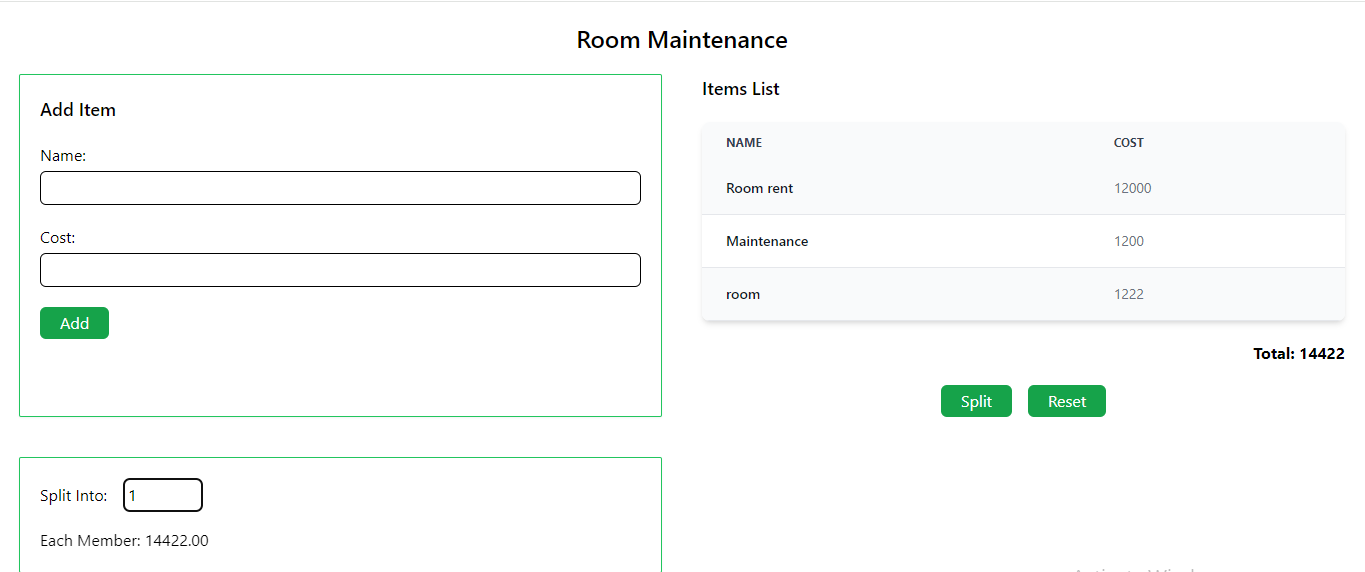 Room Maintenance
Add Item
Name:
Cost:
Add
Items List
NAME COST
Room rent 12000
Maintenance 1200
room 1222
Total: 14422
Split Reset
Split Into: 1
Each Member: 14422.00